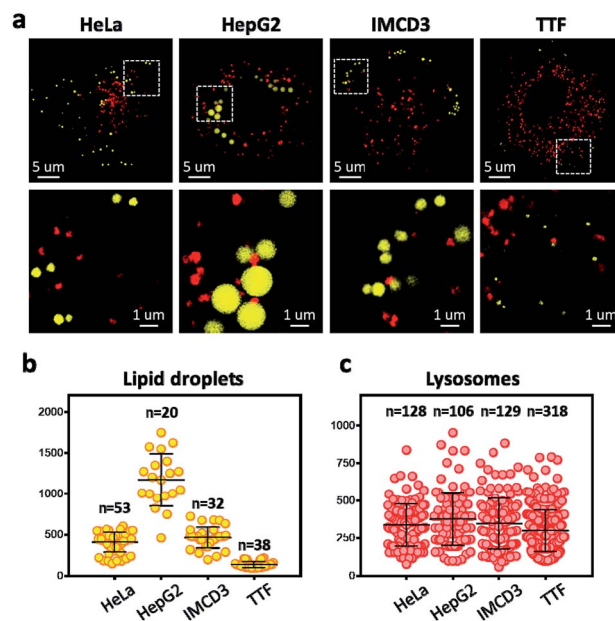 a
HeLa HepG2 IMCD3 TTF
5 um 5 um 5 um 5 um
1 um 1 um 1 um 1 um
b c
Lipid droplets Lysosomes
2000
1500
1000
500
0
n=53
n=20
n=32
n=38
HeLa HepG2 IMCD3 TTF
1000
750
500
250
0
n=128 n=106 n=129 n=318
HeLa HepG2 IMCD3 TTF